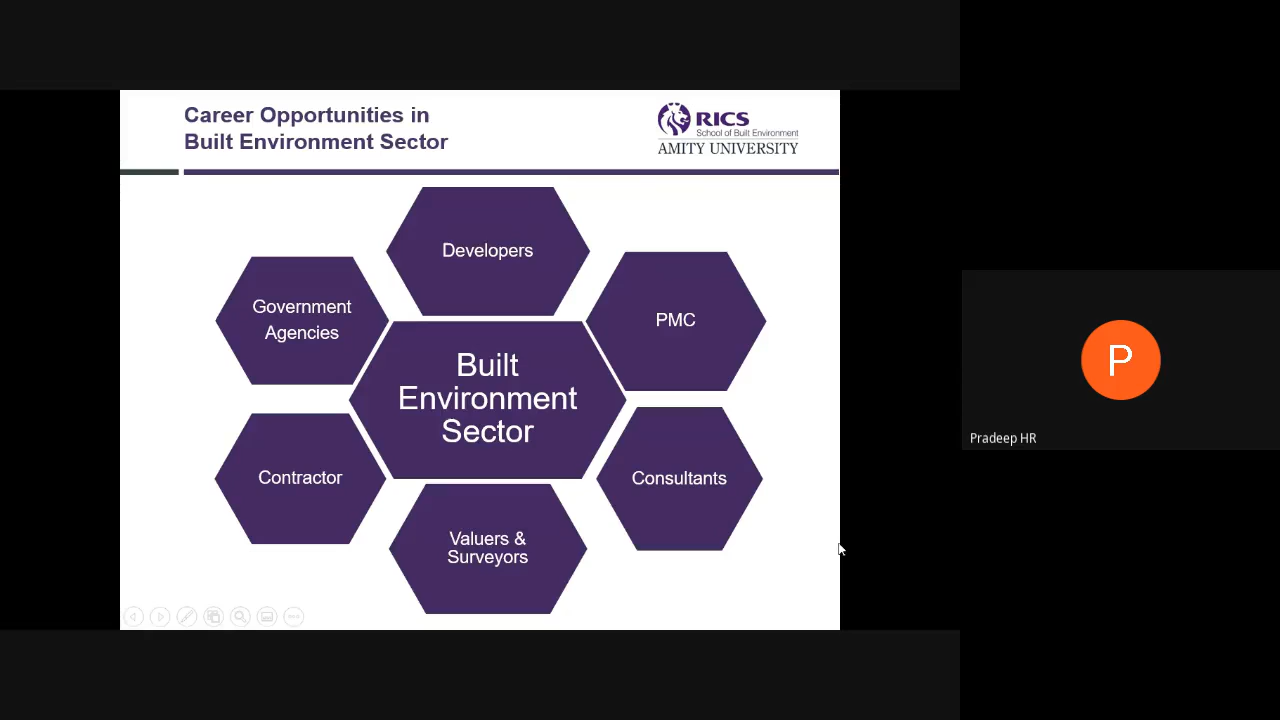 Career Opportunities in
Built Environment Sector
RICS
School of Built Environment
AMITY UNIVERSITY
Developers
Government
Agencies
PMC
Built
Environment
Sector
Contractor
Consultants
Valuers &
Surveyors
P
Pradeep HR